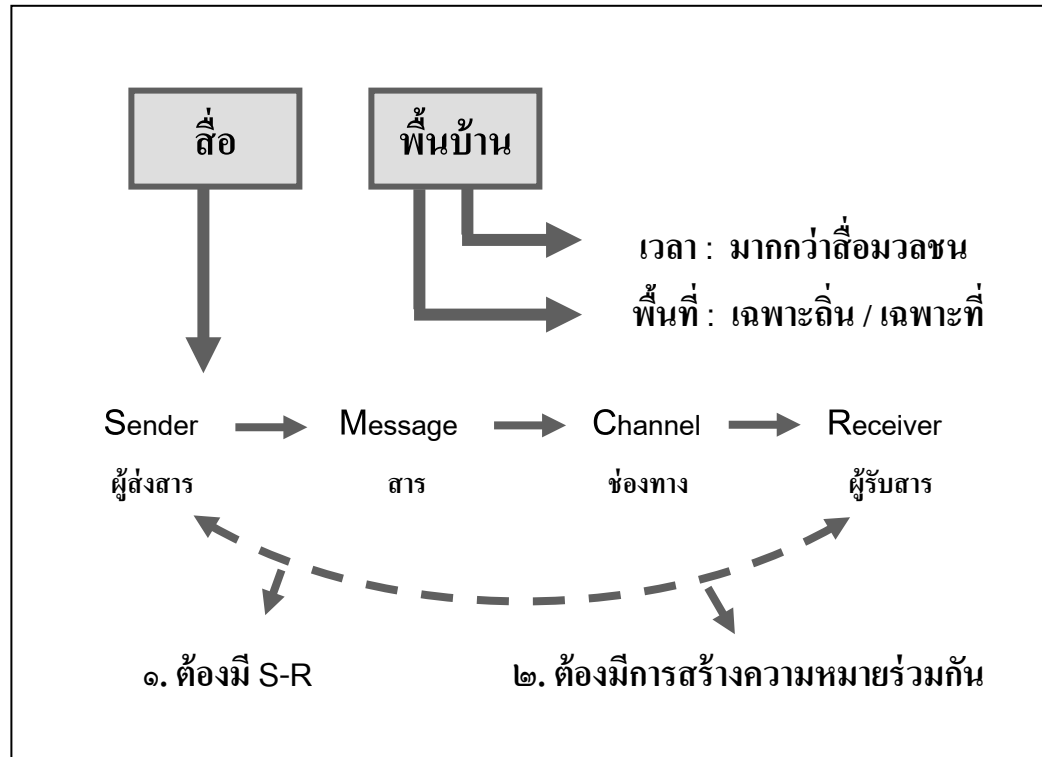 สื่อ พื้นบ้าน
เวลา : มากกว่าสื่อมวลชน
พื้นที่ : เฉพาะถิ่น / เฉพาะที่
Sender Message Channel Receiver
ผู้ส่งสาร สาร ช่องทาง ผู้รับสาร
๑. ต้องมี S-R ๒. ต้องมีการสร้างความหมายร่วมกัน